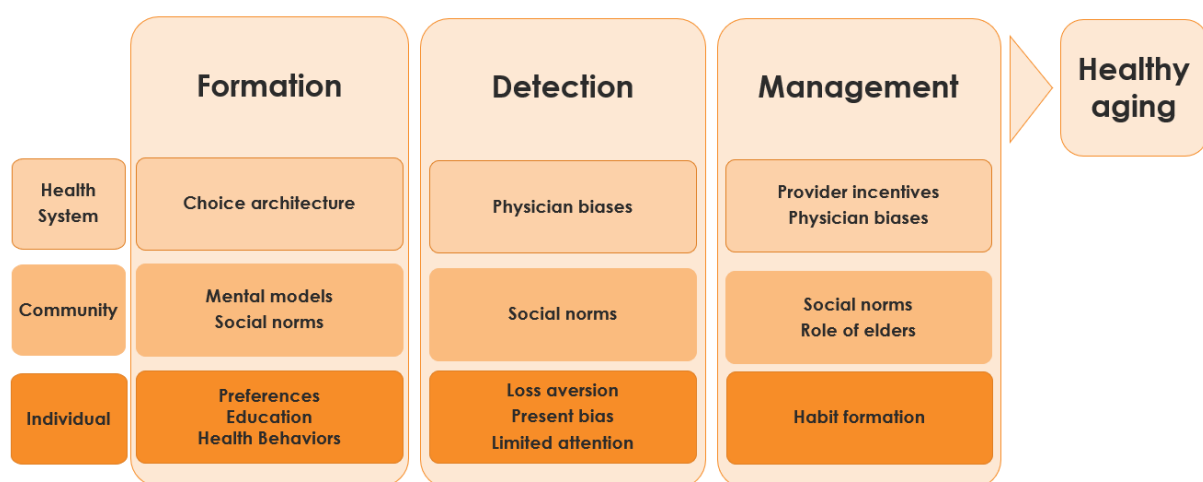 Formation
Detection
Management
Healthy
aging
Health
System
Choice architecture
Physician biases
Provider incentives
Physician biases
Community
Mental models
Social norms
Social norms
Social norms
Role of elders
Individual
Preferences
Education
Health Behaviors
Loss aversion
Present bias
Limited attention
Habit formation